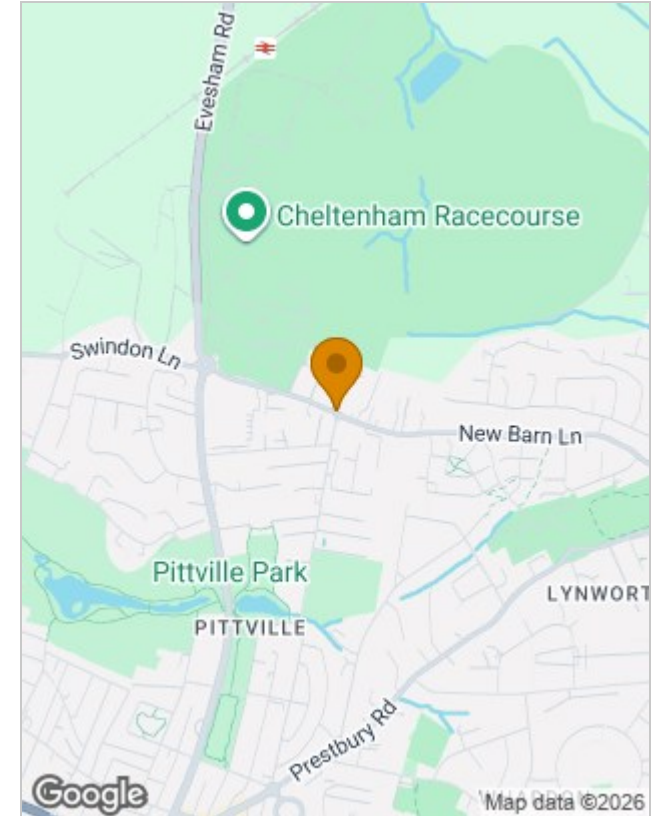 Evesham Rd
Cheltenham Racecourse
Swindon Ln
New Barn Ln
Pittville Park
LYNWORT
PITTVILLE
Prestbury Rd
WHADDON
Google
Map data ©2026